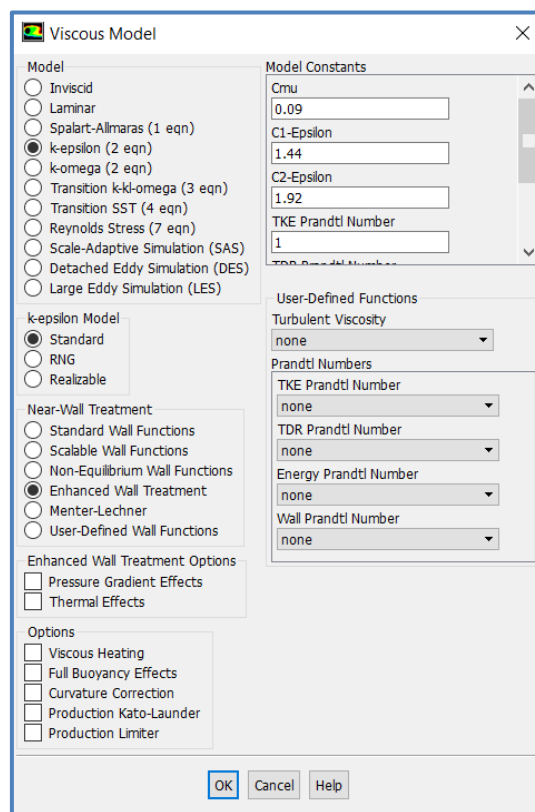 Viscous Model
Model
Inviscid
Laminar
Spalart-Allmaras (1 eqn)
k-epsilon (2 eqn)
k-omega (2 eqn)
Transition k-kl-omega (3 eqn)
Transition SST (4 eqn)
Reynolds Stress (7 eqn)
Scale-Adaptive Simulation (SAS)
Detached Eddy Simulation (DES)
Large Eddy Simulation (LES)
k-epsilon Model
Standard
RNG
Realizable
Near-Wall Treatment
Standard Wall Functions
Scalable Wall Functions
Non-Equilibrium Wall Functions
Enhanced Wall Treatment
Menter-Lechner
User-Defined Wall Functions
Enhanced Wall Treatment Options
Pressure Gradient Effects
Thermal Effects
Options
Viscous Heating
Full Buoyancy Effects
Curvature Correction
Production Kato-Launder
Production Limiter
Model Constants
Cmu
0.09
C1-Epsilon
1.44
C2-Epsilon
1.92
TKE Prandtl Number
1
TDR Prandtl Number
User-Defined Functions
Turbulent Viscosity
none
Prandtl Numbers
TKE Prandtl Number
none
TDR Prandtl Number
none
Energy Prandtl Number
none
Wall Prandtl Number
none
OK Cancel Help